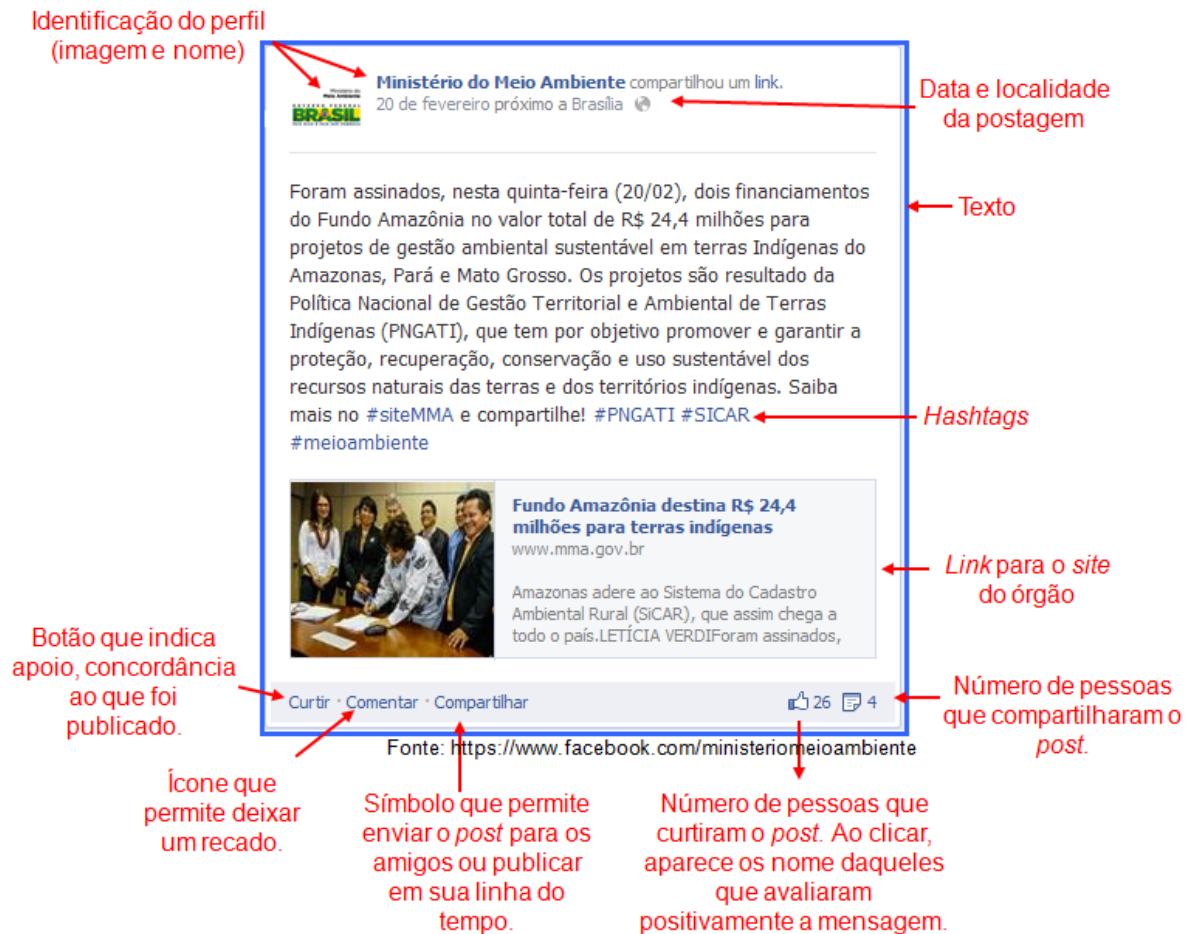 Identificação do perfil
(imagem e nome)
Ministério do
Meio Ambiente
GOVERNO FEDERAL
BRASIL
Ministério do Meio Ambiente compartilhou um link.
20 de fevereiro próximo a Brasília
Data e localidade
da postagem
Foram assinados, nesta quinta-feira (20/02), dois financiamentos
do Fundo Amazônia no valor total de R$ 24,4 milhões para
projetos de gestão ambiental sustentável em terras Indígenas do
Amazonas, Pará e Mato Grosso. Os projetos são resultado da
Política Nacional de Gestão Territorial e Ambiental de Terras
Indígenas (PNGATI), que tem por objetivo promover e garantir a
proteção, recuperação, conservação e uso sustentável dos
recursos naturais das terras e dos territórios indígenas. Saiba
mais no #siteMMA e compartilhe! #PNGATI #SICAR
#meioambiente
Texto
Hashtags
Fundo Amazônia destina R$ 24,4
milhões para terras indígenas
www.mma.gov.br
Amazonas adere ao Sistema do Cadastro
Ambiental Rural (SiCAR), que assim chega a
todo o país.LETÍCIA VERDIForam assinados,
Link para o site
do órgão
Botão que indica
apoio, concordância
ao que foi
publicado.
Curtir · Comentar · Compartilhar
26 4
Número de pessoas
que compartilharam o
post.
Fonte: https://www.facebook.com/ministeriomeioambiente
Ícone que
permite deixar
um recado.
Símbolo que permite
enviar o post para os
amigos ou publicar
em sua linha do
tempo.
Número de pessoas que
curtiram o post. Ao clicar,
aparece os nome daqueles
que avaliaram
positivamente a mensagem.